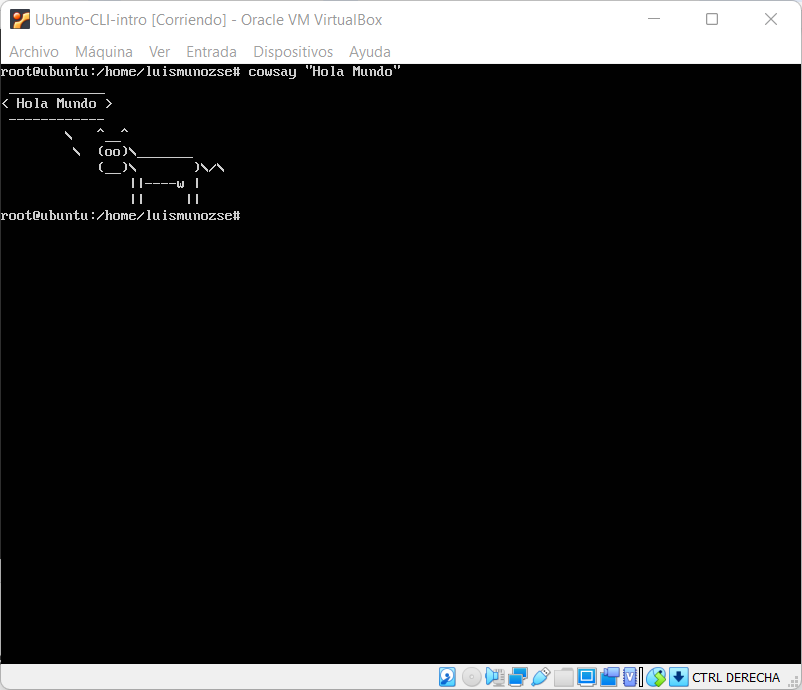 Ubunto-CLI-intro [Corriendo] - Oracle VM VirtualBox
Archivo Máquina Ver Entrada Dispositivos Ayuda
root@ubuntu:/home/luismunozse# cowsay "Hola Mundo"
 ____________
< Hola Mundo >
 ------------
        \   ^__^
         \  (oo)\_______
            (__)\       )\/\
                ||----w |
                ||     ||
root@ubuntu:/home/luismunozse#
CTRL DERECHA